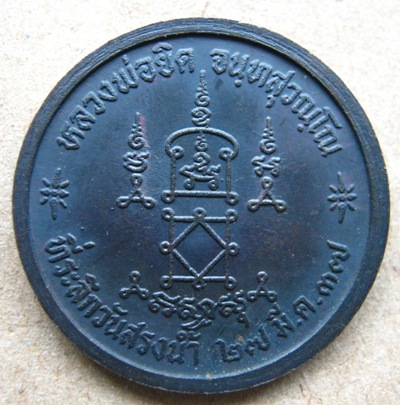 หลวงพ่อยิด จนฺทสุวณฺโณ
ที่ระลึกวันสรงน้ำ ๒๗ มี.ค.๓๗